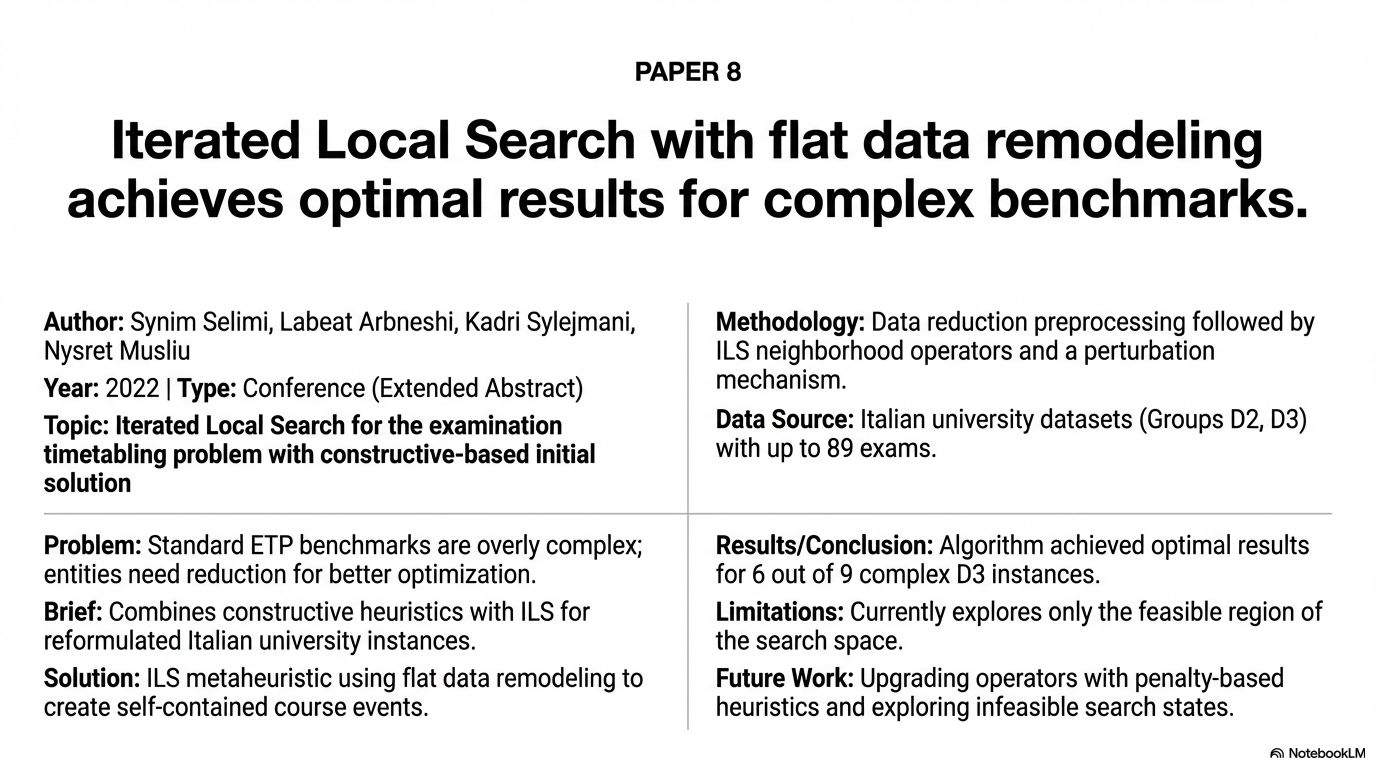 PAPER 8
Iterated Local Search with flat data remodeling
achieves optimal results for complex benchmarks.
Author: Synim Selimi, Labeat Arbneshi, Kadri Sylejmani,
Nysret Musliu
Year: 2022 | Type: Conference (Extended Abstract)
Topic: Iterated Local Search for the examination
timetabling problem with constructive-based initial
solution
Methodology: Data reduction preprocessing followed by
ILS neighborhood operators and a perturbation
mechanism.
Data Source: Italian university datasets (Groups D2, D3)
with up to 89 exams.
Problem: Standard ETP benchmarks are overly complex;
entities need reduction for better optimization.
Brief: Combines constructive heuristics with ILS for
reformulated Italian university instances.
Solution: ILS metaheuristic using flat data remodeling to
create self-contained course events.
Results/Conclusion: Algorithm achieved optimal results
for 6 out of 9 complex D3 instances.
Limitations: Currently explores only the feasible region of
the search space.
Future Work: Upgrading operators with penalty-based
heuristics and exploring infeasible search states.
NotebookLM